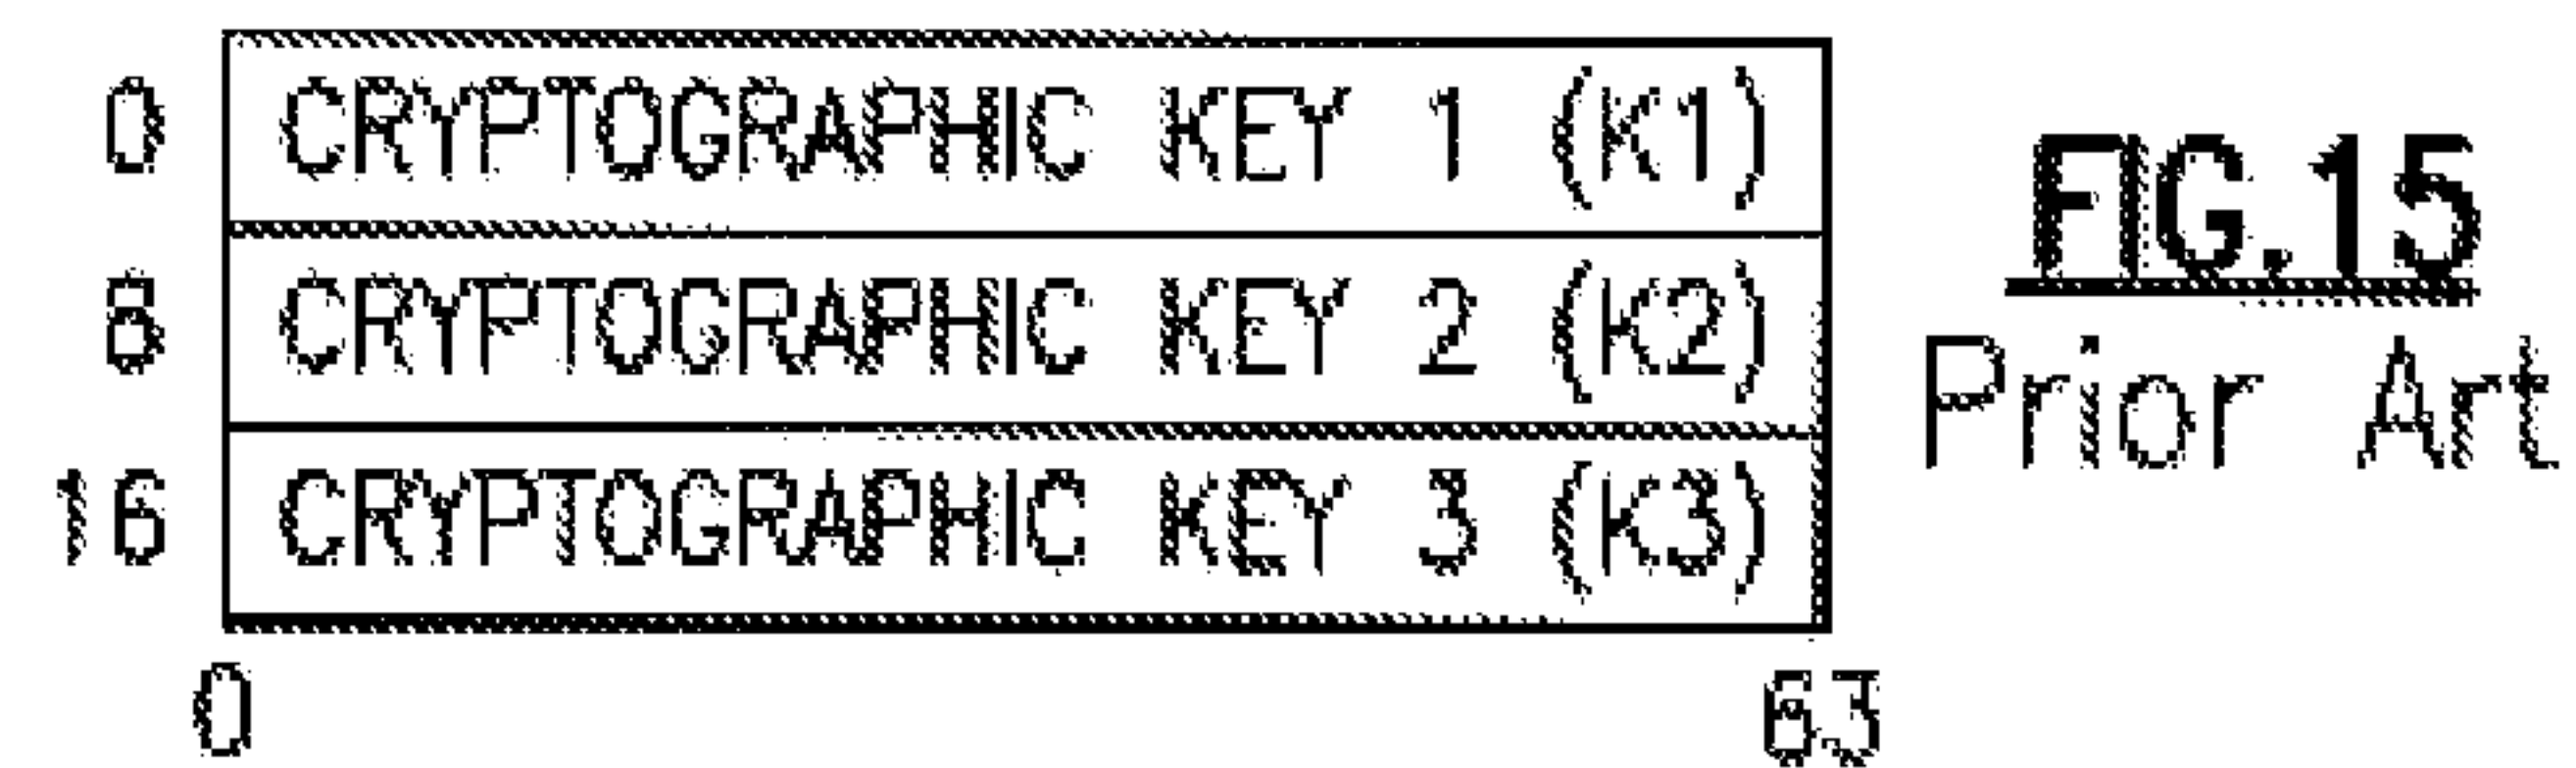 0 CRYPTOGRAPHIC KEY 1 (K1)
8 CRYPTOGRAPHIC KEY 2 (K2)
16 CRYPTOGRAPHIC KEY 3 (K3)
0 63
FIG.15
Prior Art